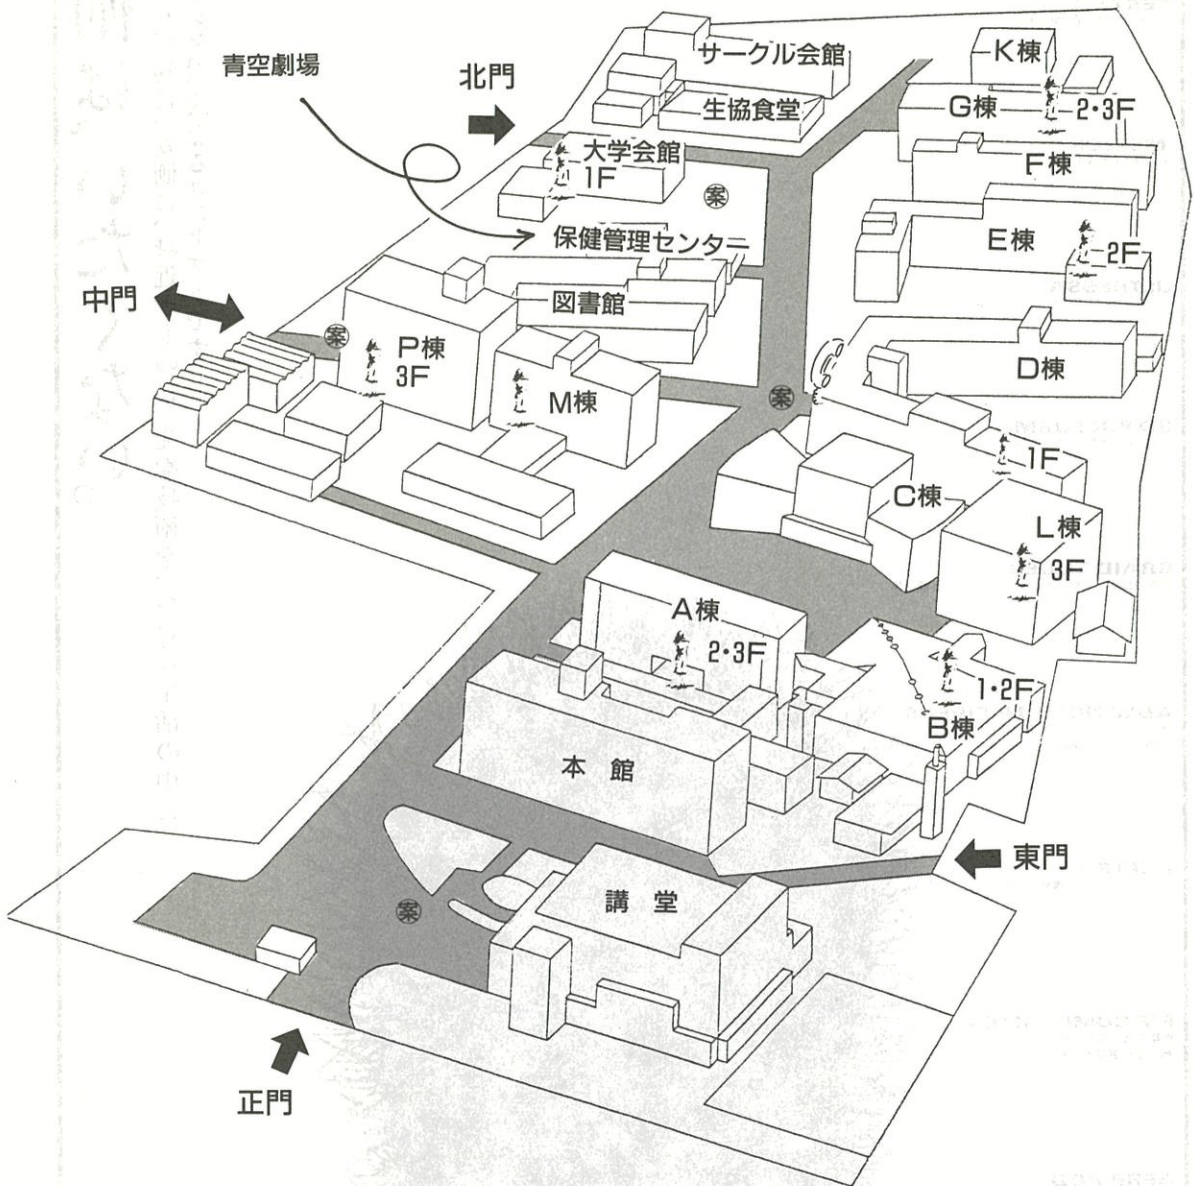 サークル会館
K棟
青空劇場
北門
生協食堂
G棟
2・3F
大学会館
1F
F棟
案
保健管理センター
E棟
2F
中門
図書館
案
P棟
3F
M棟
D棟
案
1F
C棟
L棟
3F
A棟
2・3F
1・2F
B棟
本館
東門
講堂
案
正門